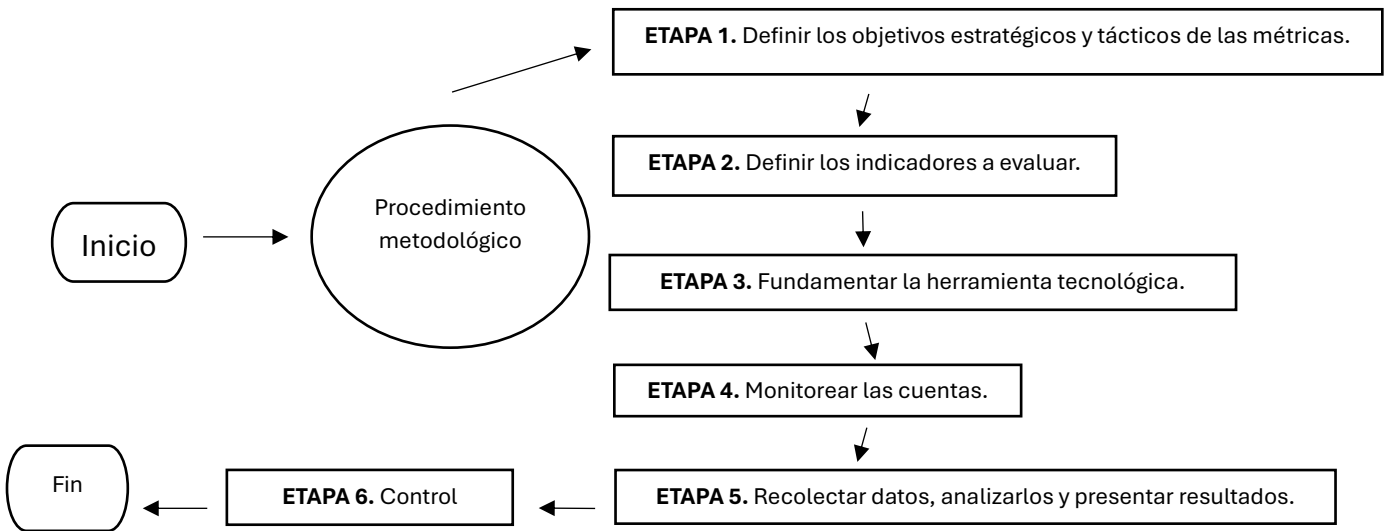 Inicio
Procedimiento
metodológico
ETAPA 1. Definir los objetivos estratégicos y tácticos de las métricas.
ETAPA 2. Definir los indicadores a evaluar.
ETAPA 3. Fundamentar la herramienta tecnológica.
ETAPA 4. Monitorear las cuentas.
ETAPA 5. Recolectar datos, analizarlos y presentar resultados.
ETAPA 6. Control
Fin